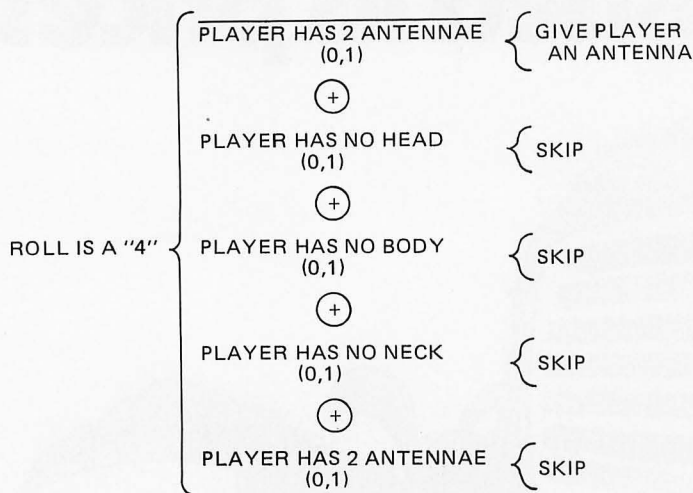 PLAYER HAS 2 ANTENNAE
(0,1)
GIVE PLAYER
AN ANTENNA
+
PLAYER HAS NO HEAD
(0,1)
SKIP
+
ROLL IS A "4"
PLAYER HAS NO BODY
(0,1)
SKIP
+
PLAYER HAS NO NECK
(0,1)
SKIP
+
PLAYER HAS 2 ANTENNAE
(0,1)
SKIP